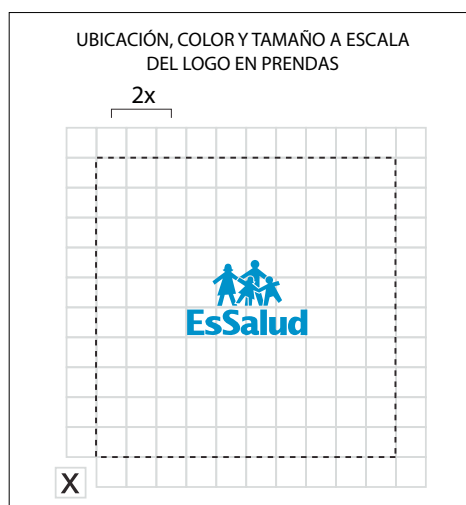 UBICACIÓN, COLOR Y TAMAÑO A ESCALA
DEL LOGO EN PRENDAS
2x
EsSalud
X